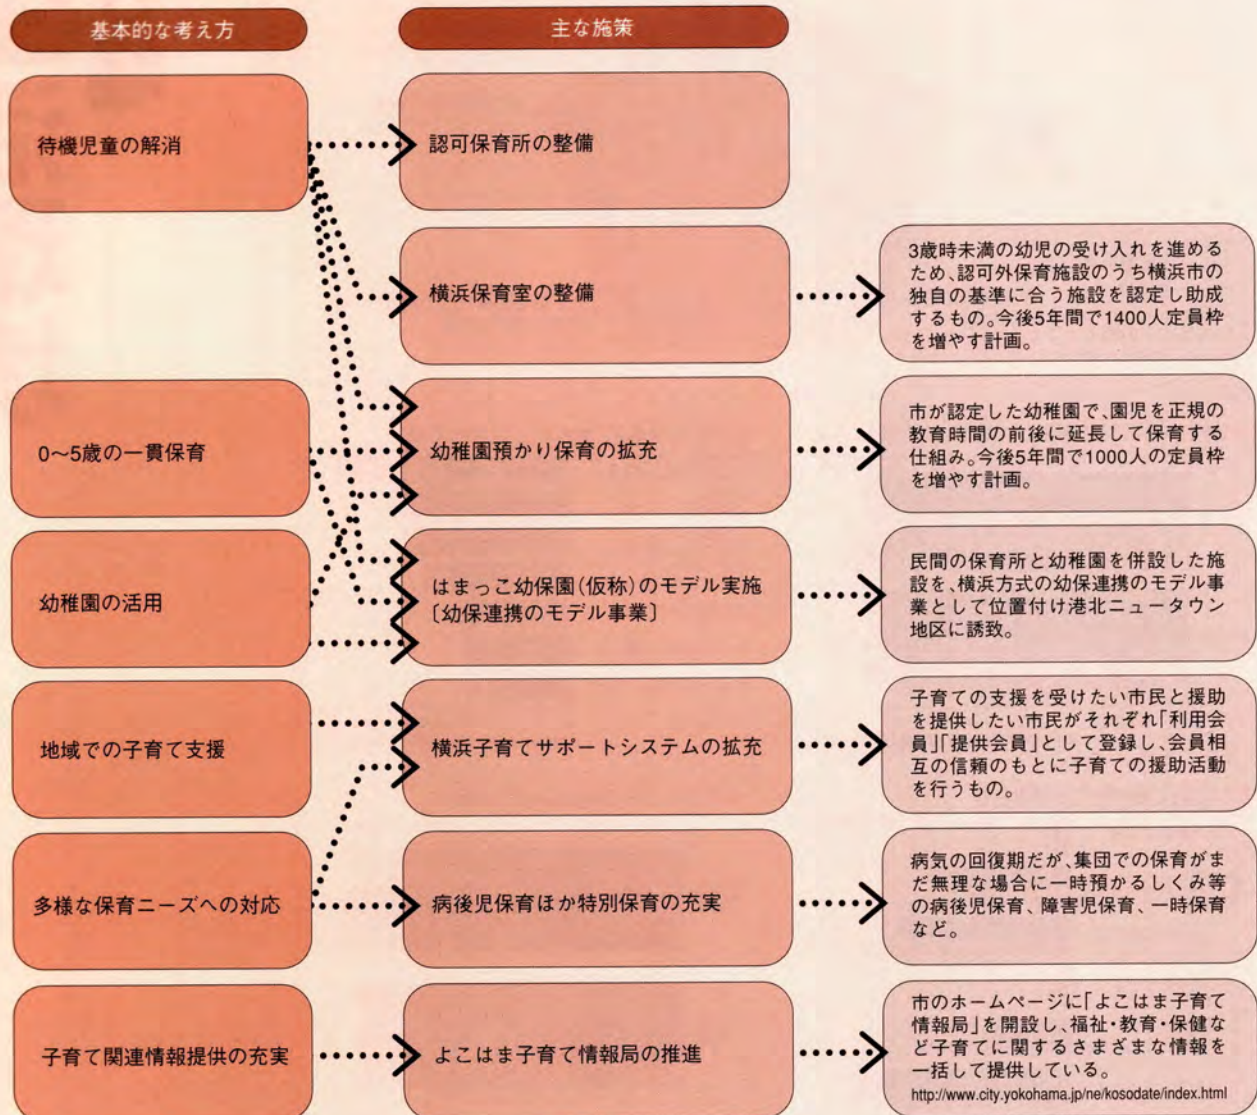 基本的な考え方
主な施策
待機児童の解消
認可保育所の整備
横浜保育室の整備
3歳時未満の幼児の受け入れを進める
ため、認可外保育施設のうち横浜市の
独自の基準に合う施設を認定し助成
するもの。今後5年間で1400人定員枠
を増やす計画。
0〜5歳の一貫保育
幼稚園預かり保育の拡充
市が認定した幼稚園で、園児を正規の
教育時間の前後に延長して保育する
仕組み。今後5年間で1000人の定員枠
を増やす計画。
幼稚園の活用
はまっこ幼保園(仮称)のモデル実施
〔幼保連携のモデル事業〕
民間の保育所と幼稚園を併設した施
設を、横浜方式の幼保連携のモデル事
業として位置付け港北ニュータウン
地区に誘致。
地域での子育て支援
横浜子育てサポートシステムの拡充
子育ての支援を受けたい市民と援助
を提供したい市民がそれぞれ「利用会
員」「提供会員」として登録し、会員相
互の信頼のもとに子育ての援助活動
を行うもの。
多様な保育ニーズへの対応
病後児保育ほか特別保育の充実
病気の回復期だが、集団での保育がま
だ無理な場合に一時預かるしくみ等
の病後児保育、障害児保育、一時保育
など。
子育て関連情報提供の充実
よこはま子育て情報局の推進
市のホームページに「よこはま子育て
情報局」を開設し、福祉・教育・保健な
ど子育てに関するさまざまな情報を
一括して提供している。
http://www.city.yokohama.jp/ne/kosodate/index.html